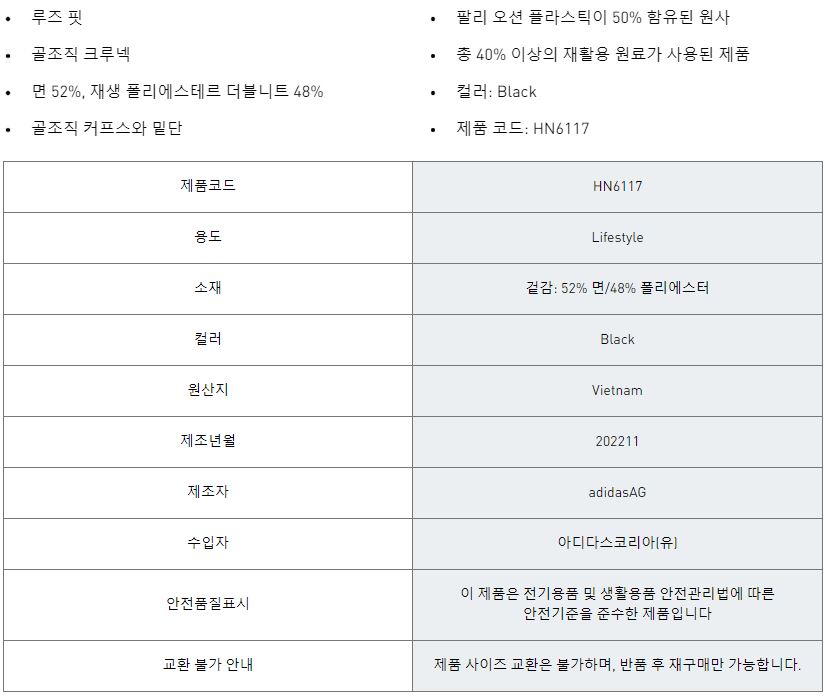 루즈 핏
골조직 크루넥
면 52%, 재생 폴리에스테르 더블니트 48%
골조직 커프스와 밑단
팔리 오션 플라스틱이 50% 함유된 원사
총 40% 이상의 재활용 원료가 사용된 제품
컬러: Black
제품 코드: HN6117
제품코드 HN6117
용도 Lifestyle
소재 겉감: 52% 면/48% 폴리에스터
컬러 Black
원산지 Vietnam
제조년월 202211
제조자 adidasAG
수입자 아디다스코리아(유)
안전품질표시 이 제품은 전기용품 및 생활용품 안전관리법에 따른
안전기준을 준수한 제품입니다
교환 불가 안내 제품 사이즈 교환은 불가하며, 반품 후 재구매만 가능합니다.